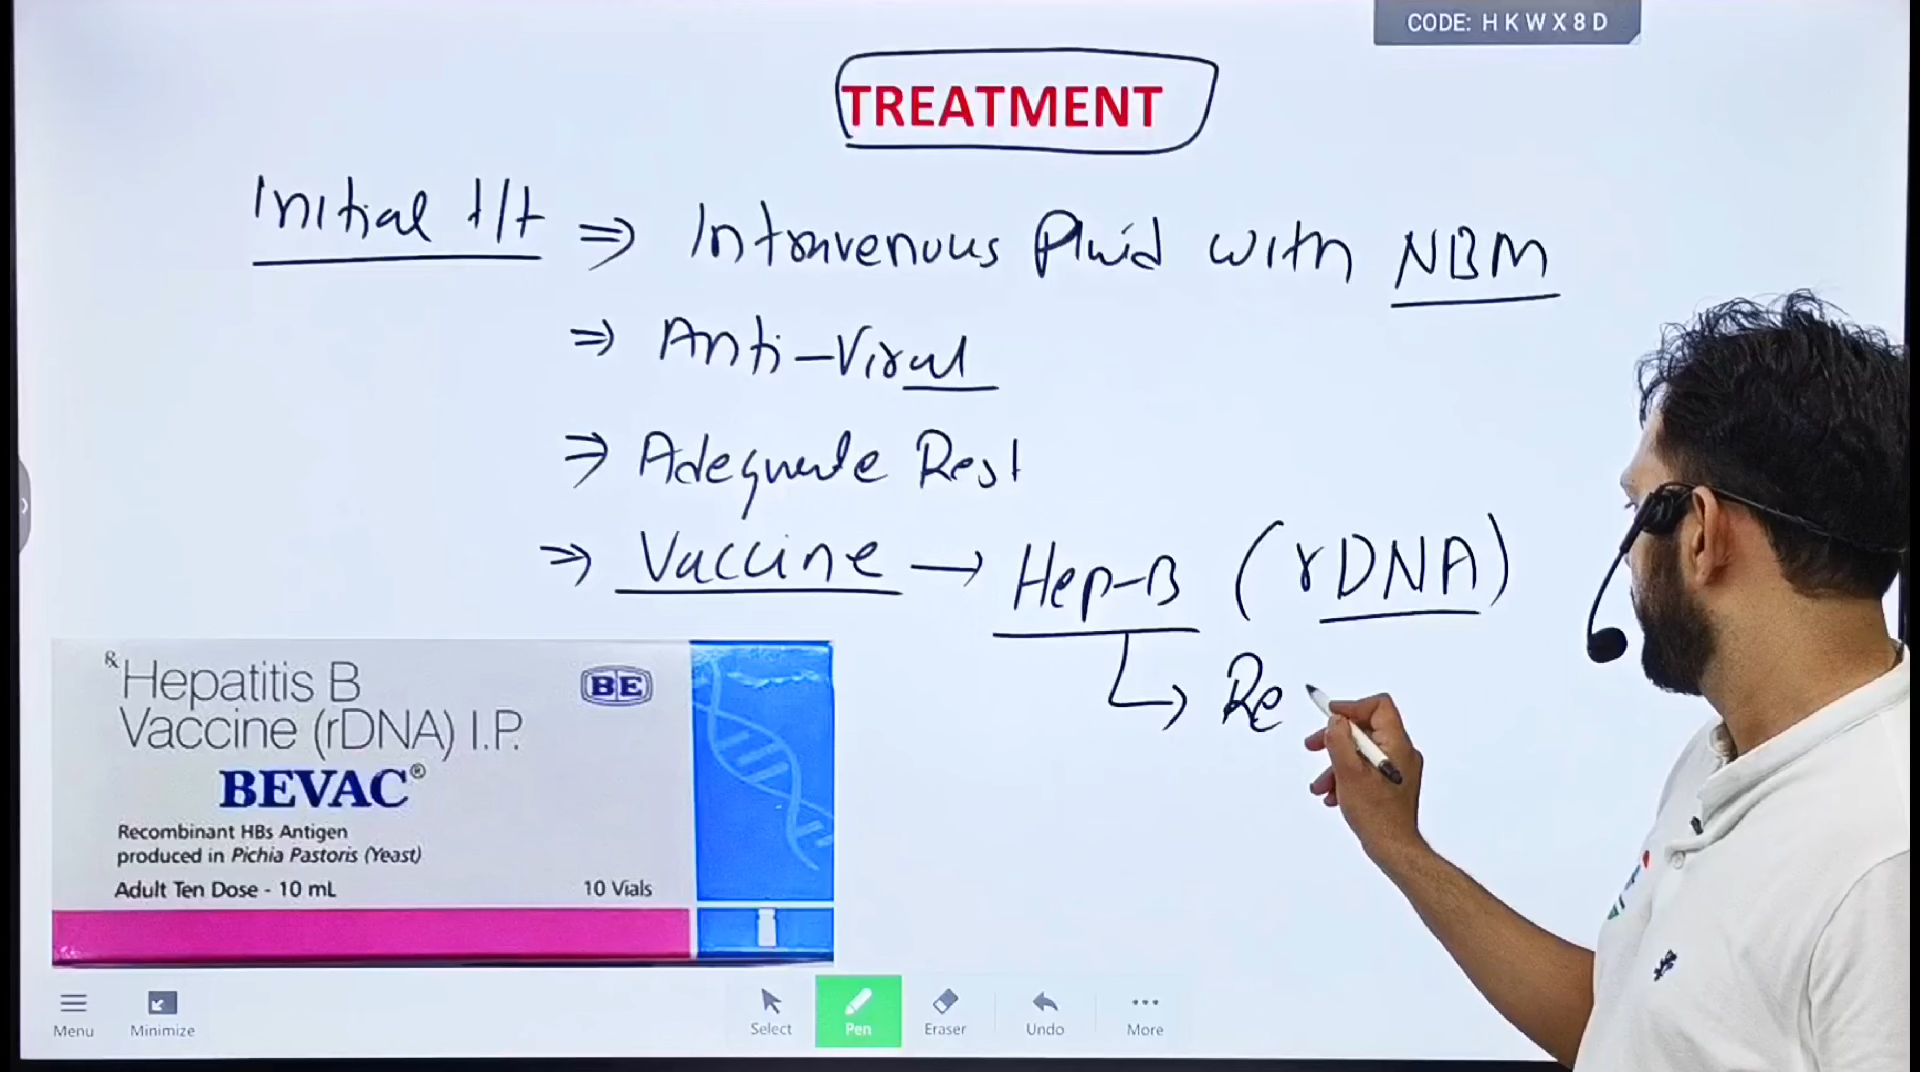 CODE: H K W X 8 D
TREATMENT
Initial t/t ⇒ Intravenous Fluid with NBM
⇒ Anti-Viral
⇒ Adequate Rest
⇒ Vaccine → Hep-B (rDNA)
↳ Re
Rx Hepatitis B
Vaccine (rDNA) I.P.
BE
BEVAC®
Recombinant HBs Antigen
produced in Pichia Pastoris (Yeast)
Adult Ten Dose - 10 mL 10 Vials
Menu Minimize Select Pen Eraser Undo More